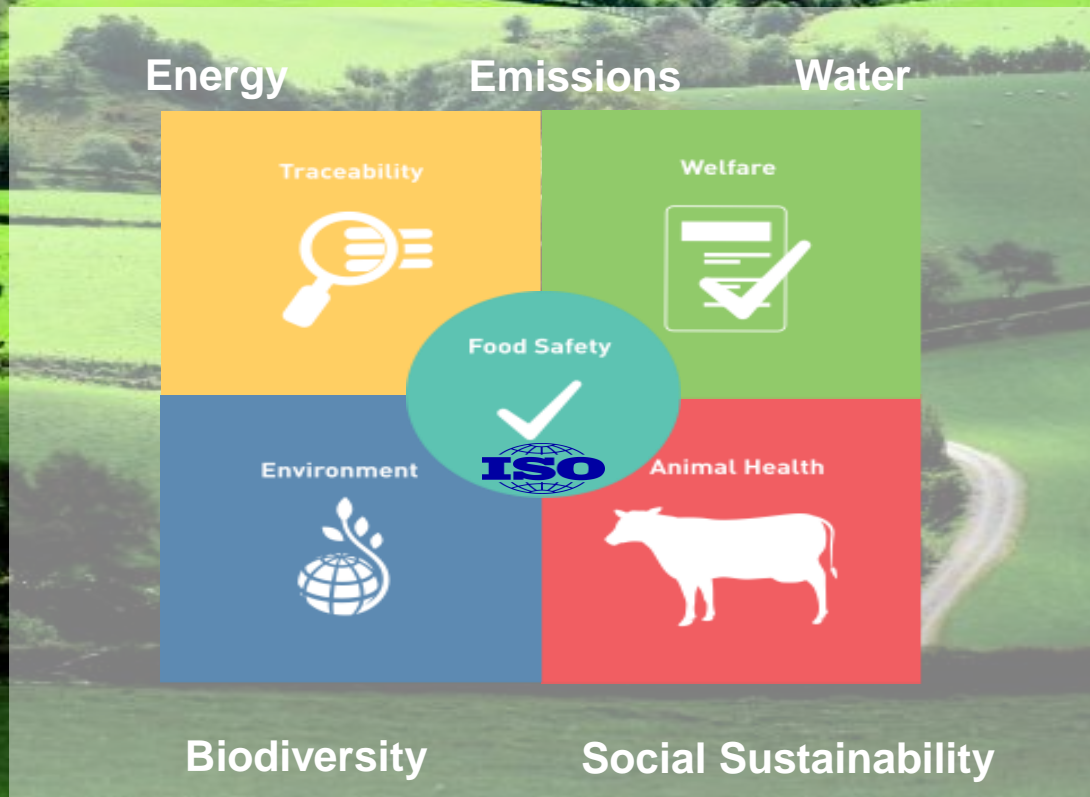 Energy
Emissions
Water
Traceability
Welfare
Food Safety
ISO
Environment
Animal Health
Biodiversity
Social Sustainability